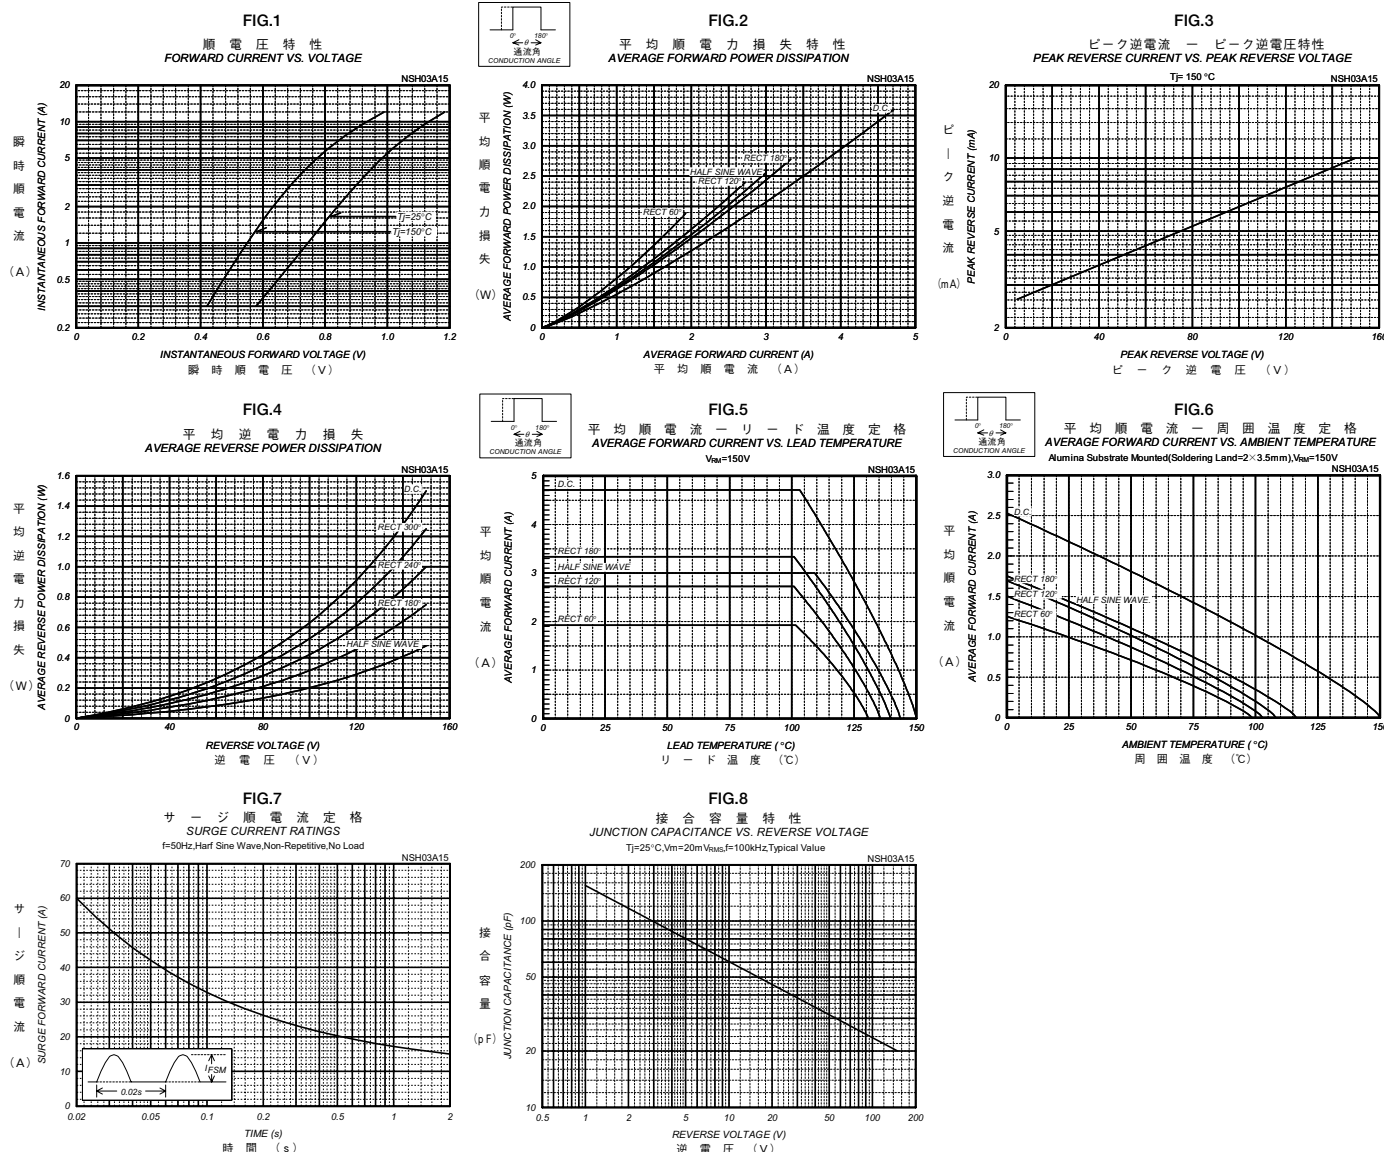 FIG.1
順 電 圧 特 性
FORWARD CURRENT VS. VOLTAGE
NSH03A15
瞬 時 順 電 流 (A)
INSTANTANEOUS FORWARD CURRENT (A)
20
10
5
2
1
0.5
0.2
Tj=25°C
Tj=150°C
0 0.2 0.4 0.6 0.8 1.0 1.2
INSTANTANEOUS FORWARD VOLTAGE (V)
瞬 時 順 電 圧 (V)
0° 180°
θ
通流角
CONDUCTION ANGLE
FIG.2
平 均 順 電 力 損 失 特 性
AVERAGE FORWARD POWER DISSIPATION
NSH03A15
平 均 順 電 力 損 失 (W)
AVERAGE FORWARD POWER DISSIPATION (W)
4.0
3.5
3.0
2.5
2.0
1.5
1.0
0.5
0
D.C.
RECT 180°
HALF SINE WAVE
RECT 120°
RECT 60°
0 1 2 3 4 5
AVERAGE FORWARD CURRENT (A)
平 均 順 電 流 (A)
FIG.3
ピーク逆電流 ー ピーク逆電圧特性
PEAK REVERSE CURRENT VS. PEAK REVERSE VOLTAGE
Tj= 150 °C
NSH03A15
ピ ー ク 逆 電 流 (mA)
PEAK REVERSE CURRENT (mA)
20
10
5
2
0 40 80 120 160
PEAK REVERSE VOLTAGE (V)
ピ ー ク 逆 電 圧 (V)
FIG.4
平 均 逆 電 力 損 失
AVERAGE REVERSE POWER DISSIPATION
NSH03A15
平 均 逆 電 力 損 失 (W)
AVERAGE REVERSE POWER DISSIPATION (W)
1.6
1.4
1.2
1.0
0.8
0.6
0.4
0.2
0
D.C.
RECT 300°
RECT 240°
RECT 180°
HALF SINE WAVE
0 40 80 120 160
REVERSE VOLTAGE (V)
逆 電 圧 (V)
0° 180°
θ
通流角
CONDUCTION ANGLE
FIG.5
平 均 順 電 流 ー リ ー ド 温 度 定 格
AVERAGE FORWARD CURRENT VS. LEAD TEMPERATURE
VRM=150V
NSH03A15
平 均 順 電 流 (A)
AVERAGE FORWARD CURRENT (A)
5
4
3
2
1
0
D.C.
RECT 180°
HALF SINE WAVE
RECT 120°
RECT 60°
0 25 50 75 100 125 150
LEAD TEMPERATURE (°C)
リ ー ド 温 度 (℃)
0° 180°
θ
通流角
CONDUCTION ANGLE
FIG.6
平 均 順 電 流 ー 周 囲 温 度 定 格
AVERAGE FORWARD CURRENT VS. AMBIENT TEMPERATURE
Alumina Substrate Mounted(Soldering Land=2×3.5mm),VRM=150V
NSH03A15
平 均 順 電 流 (A)
AVERAGE FORWARD CURRENT (A)
3.0
2.5
2.0
1.5
1.0
0.5
0
D.C.
RECT 180°
RECT 120°
HALF SINE WAVE
RECT 60°
0 25 50 75 100 125 150
AMBIENT TEMPERATURE (°C)
周 囲 温 度 (℃)
FIG.7
サ ー ジ 順 電 流 定 格
SURGE CURRENT RATINGS
f=50Hz,Harf Sine Wave,Non-Repetitive,No Load
NSH03A15
サ ー ジ 順 電 流 (A)
SURGE FORWARD CURRENT (A)
70
60
50
40
30
20
10
0
IFSM
0.02s
0.02 0.05 0.1 0.2 0.5 1 2
TIME (s)
時 間 (s)
FIG.8
接 合 容 量 特 性
JUNCTION CAPACITANCE VS. REVERSE VOLTAGE
Tj=25°C,Vm=20mVRMS,f=100kHz,Typical Value
NSH03A15
接 合 容 量 (pF)
JUNCTION CAPACITANCE (pF)
200
100
50
20
10
0.5 1 2 5 10 20 50 100 200
REVERSE VOLTAGE (V)
逆 電 圧 (V)